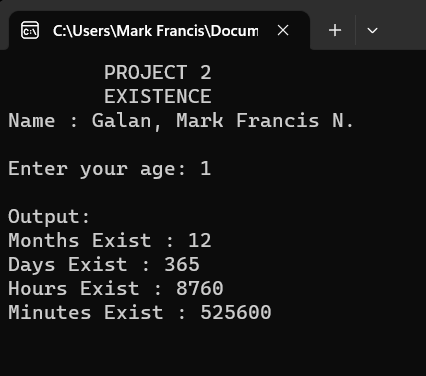 C:\Users\Mark Francis\Docum
PROJECT 2
EXISTENCE
Name : Galan, Mark Francis N.
Enter your age: 1
Output:
Months Exist : 12
Days Exist : 365
Hours Exist : 8760
Minutes Exist : 525600